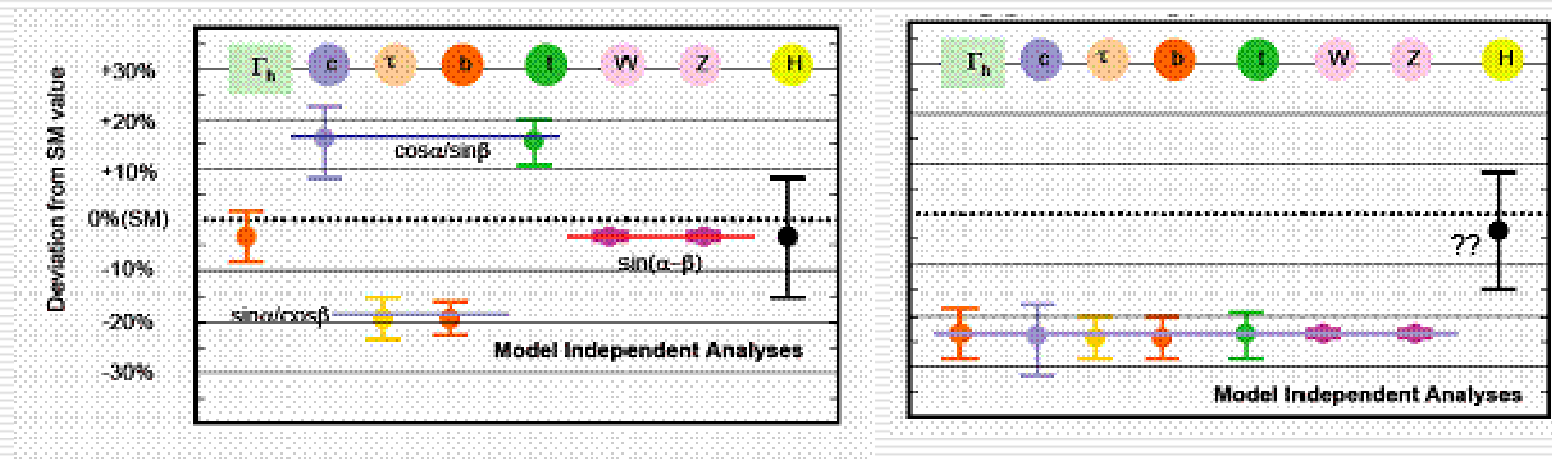 Deviation from SM value
+30%
+20%
+10%
0%(SM)
-10%
-20%
-30%
Γh c τ b t W Z H
cosα/sinβ
sin(α-β)
sinα/cosβ
Model Independent Analyses
Γh c τ b t W Z H
??
Model Independent Analyses